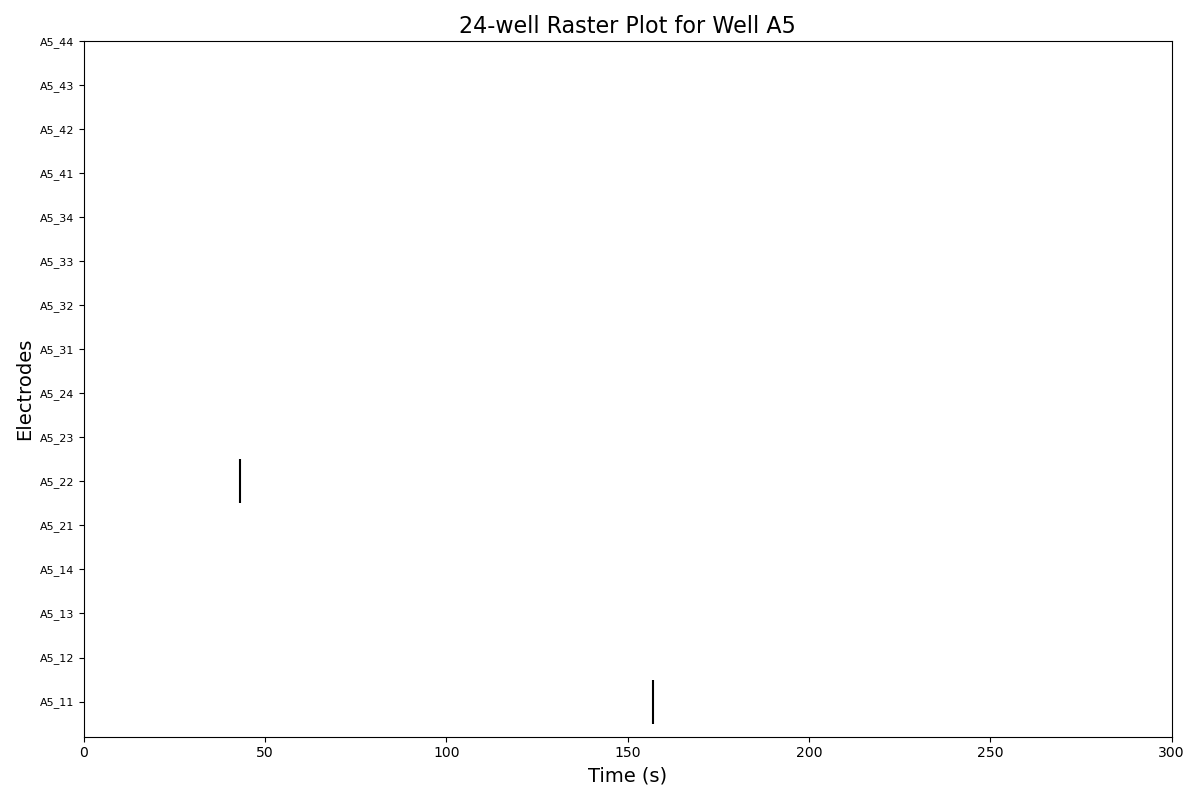 24-well Raster Plot for Well A5
A5_44
A5_43
A5_42
A5_41
A5_34
A5_33
A5_32
A5_31
A5_24
A5_23
A5_22
A5_21
A5_14
A5_13
A5_12
A5_11
Electrodes
0 50 100 150 200 250 300
Time (s)